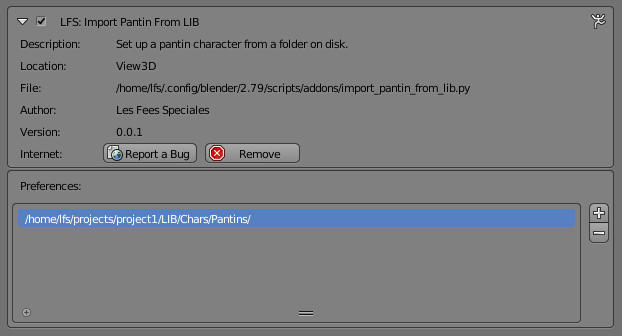 LFS: Import Pantin From LIB
Description: Set up a pantin character from a folder on disk.
Location: View3D
File: /home/lfs/.config/blender/2.79/scripts/addons/import_pantin_from_lib.py
Author: Les Fees Speciales
Version: 0.0.1
Internet: Report a Bug Remove
Preferences:
/home/lfs/projects/project1/LIB/Chars/Pantins/